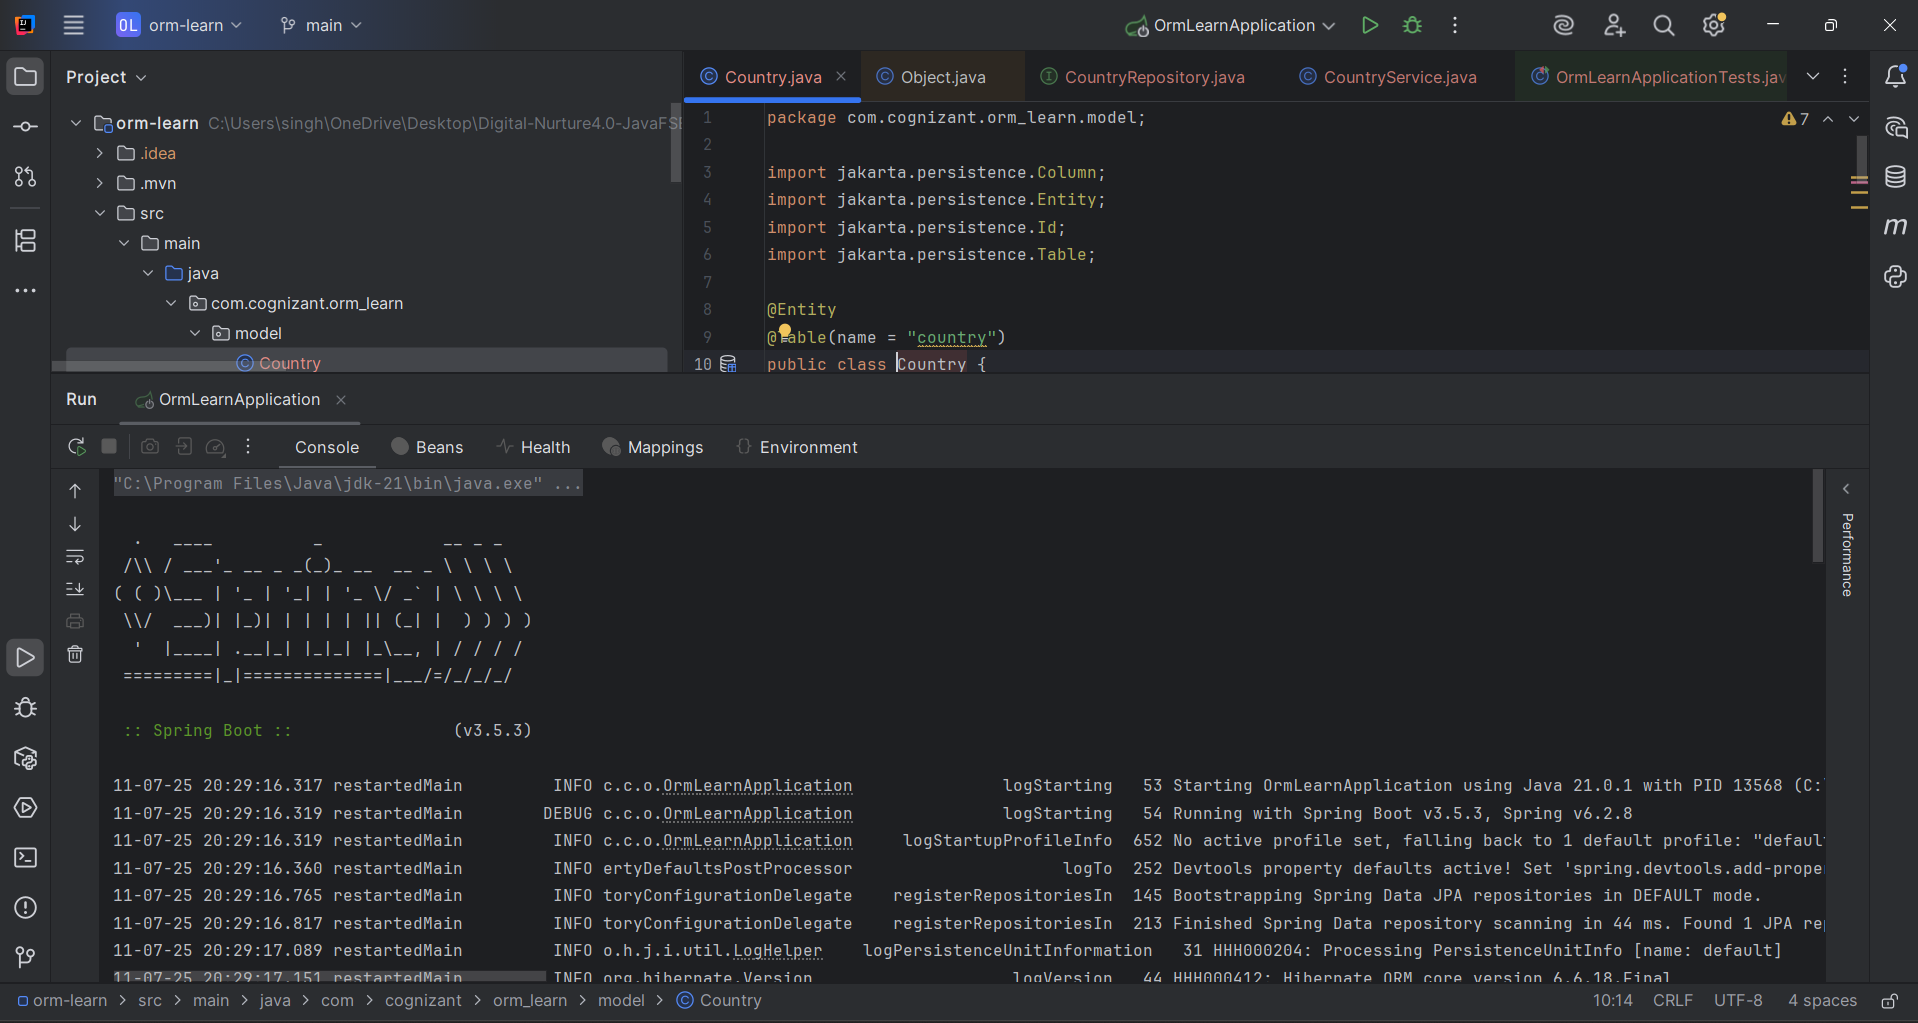 OL orm-learn main OrmLearnApplication
Project
Country.java Object.java CountryRepository.java CountryService.java OrmLearnApplicationTests.jav
orm-learn C:\Users\singh\OneDrive\Desktop\Digital-Nurture4.0-JavaFSE
.idea
.mvn
src
main
java
com.cognizant.orm_learn
model
Country
7
1 package com.cognizant.orm_learn.model;
2
3 import jakarta.persistence.Column;
4 import jakarta.persistence.Entity;
5 import jakarta.persistence.Id;
6 import jakarta.persistence.Table;
7
8 @Entity
9 @Table(name = "country")
10 public class Country {
Run OrmLearnApplication
Console Beans Health Mappings Environment
"C:\Program Files\Java\jdk-21\bin\java.exe" ...
  .   ____          _            __ _ _
 /\\ / ___'_ __ _ _(_)_ __  __ _ \ \ \ \
( ( )\___ | '_ | '_| | '_ \/ _` | \ \ \ \
 \\/  ___)| |_)| | | | | || (_| |  ) ) ) )
  '  |____| .__|_| |_|_| |_\__, | / / / /
 =========|_|==============|___/=/_/_/_/
:: Spring Boot :: (v3.5.3)
11-07-25 20:29:16.317 restartedMain INFO c.c.o.OrmLearnApplication logStarting 53 Starting OrmLearnApplication using Java 21.0.1 with PID 13568 (C:
11-07-25 20:29:16.319 restartedMain DEBUG c.c.o.OrmLearnApplication logStarting 54 Running with Spring Boot v3.5.3, Spring v6.2.8
11-07-25 20:29:16.319 restartedMain INFO c.c.o.OrmLearnApplication logStartupProfileInfo 652 No active profile set, falling back to 1 default profile: "defaul
11-07-25 20:29:16.360 restartedMain INFO ertyDefaultsPostProcessor logTo 252 Devtools property defaults active! Set 'spring.devtools.add-prope
11-07-25 20:29:16.765 restartedMain INFO toryConfigurationDelegate registerRepositoriesIn 145 Bootstrapping Spring Data JPA repositories in DEFAULT mode.
11-07-25 20:29:16.817 restartedMain INFO toryConfigurationDelegate registerRepositoriesIn 213 Finished Spring Data repository scanning in 44 ms. Found 1 JPA rep
11-07-25 20:29:17.089 restartedMain INFO o.h.j.i.util.LogHelper logPersistenceUnitInformation 31 HHH000204: Processing PersistenceUnitInfo [name: default]
11-07-25 20:29:17.151 restartedMain INFO org.hibernate.Version logVersion 44 HHH000412: Hibernate ORM core version 6.6.18.Final
Performance
orm-learn > src > main > java > com > cognizant > orm_learn > model > Country 10:14 CRLF UTF-8 4 spaces